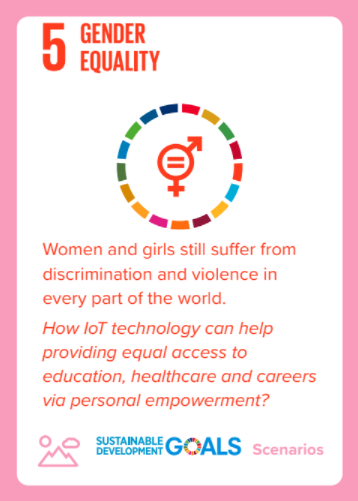 5 GENDER
EQUALITY
Women and girls still suffer from
discrimination and violence in
every part of the world.
How IoT technology can help
providing equal access to
education, healthcare and careers
via personal empowerment?
SUSTAINABLE
DEVELOPMENT GOALS Scenarios